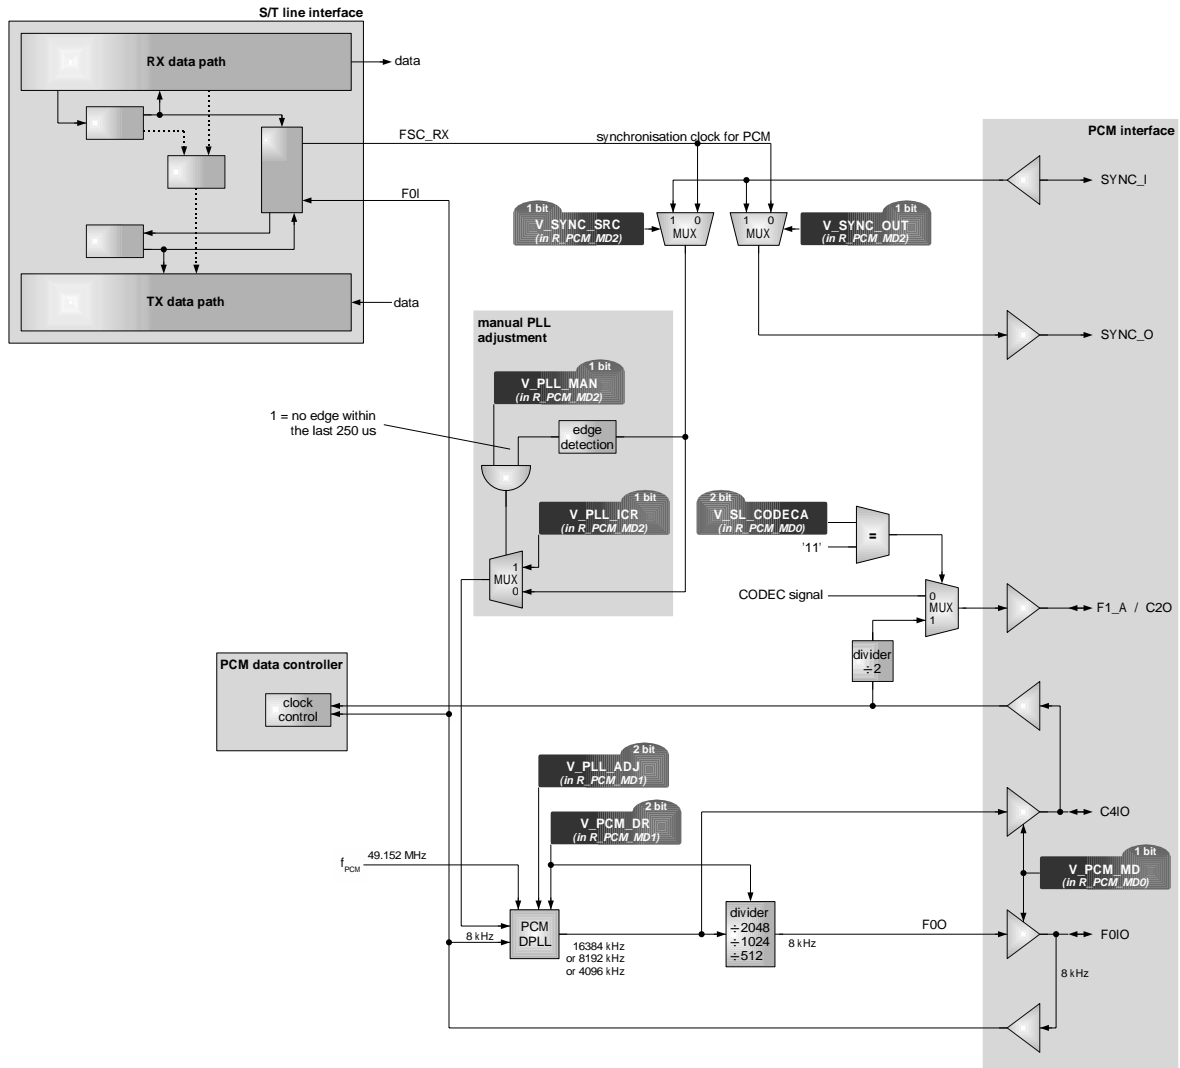 S/T line interface
RX data path
data
FSC_RX
synchronisation clock for PCM
PCM interface
SYNC_I
F0I
1 bit
V_SYNC_SRC
(in R_PCM_MD2)
1 0
MUX
1 0
MUX
1 bit
V_SYNC_OUT
(in R_PCM_MD2)
TX data path
data
SYNC_O
manual PLL
adjustment
1 bit
V_PLL_MAN
(in R_PCM_MD2)
1 = no edge within
the last 250 us
edge
detection
1 bit
V_PLL_ICR
(in R_PCM_MD2)
2 bit
V_SL_CODECA
(in R_PCM_MD0)
=
'11'
1
MUX
0
CODEC signal
0
MUX
1
F1_A / C2O
divider
÷2
PCM data controller
clock
control
2 bit
V_PLL_ADJ
(in R_PCM_MD1)
2 bit
V_PCM_DR
(in R_PCM_MD1)
C4IO
fPCM
49.152 MHz
1 bit
V_PCM_MD
(in R_PCM_MD0)
8 kHz
PCM
DPLL
16384 kHz
or 8192 kHz
or 4096 kHz
divider
÷2048
÷1024
÷512
8 kHz
F0O
F0IO
8 kHz